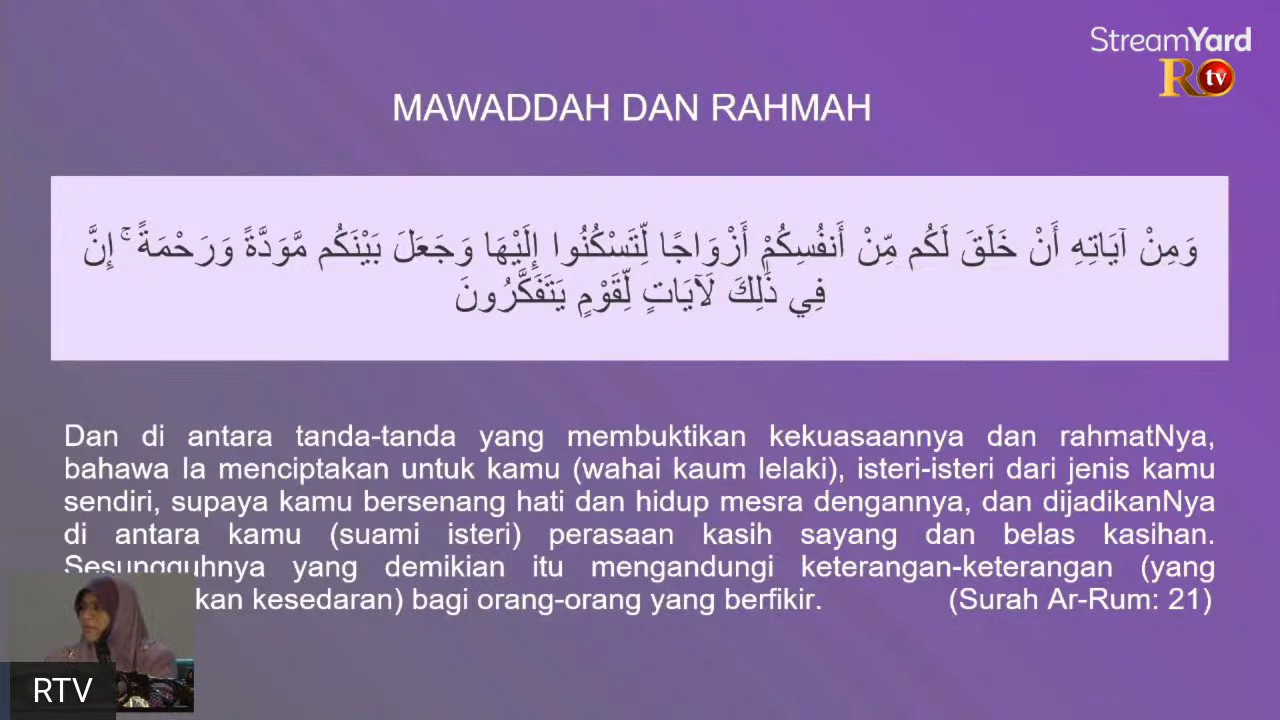 StreamYard
R tv
MAWADDAH DAN RAHMAH
وَمِنْ آيَاتِهِ أَنْ خَلَقَ لَكُم مِّنْ أَنفُسِكُمْ أَزْوَاجًا لِّتَسْكُنُوا إِلَيْهَا وَجَعَلَ بَيْنَكُم مَّوَدَّةً وَرَحْمَةً ۚ إِنَّ
فِي ذَٰلِكَ لَآيَاتٍ لِّقَوْمٍ يَتَفَكَّرُونَ
Dan di antara tanda-tanda yang membuktikan kekuasaannya dan rahmatNya,
bahawa Ia menciptakan untuk kamu (wahai kaum lelaki), isteri-isteri dari jenis kamu
sendiri, supaya kamu bersenang hati dan hidup mesra dengannya, dan dijadikanNya
di antara kamu (suami isteri) perasaan kasih sayang dan belas kasihan.
Sesungguhnya yang demikian itu mengandungi keterangan-keterangan (yang
kan kesedaran) bagi orang-orang yang berfikir. (Surah Ar-Rum: 21)
RTV